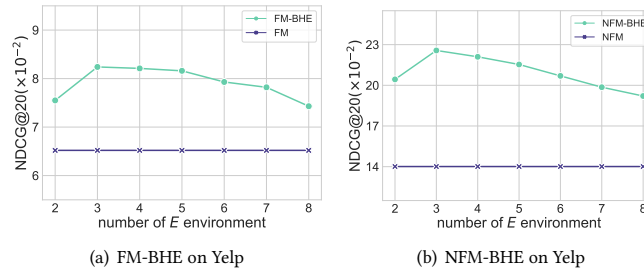 FM-BHE
FM
NDCG@20(×10⁻²)
9
8
7
6
2 3 4 5 6 7 8
number of E environment
(a) FM-BHE on Yelp
NFM-BHE
NFM
NDCG@20(×10⁻²)
23
20
17
14
2 3 4 5 6 7 8
number of E environment
(b) NFM-BHE on Yelp